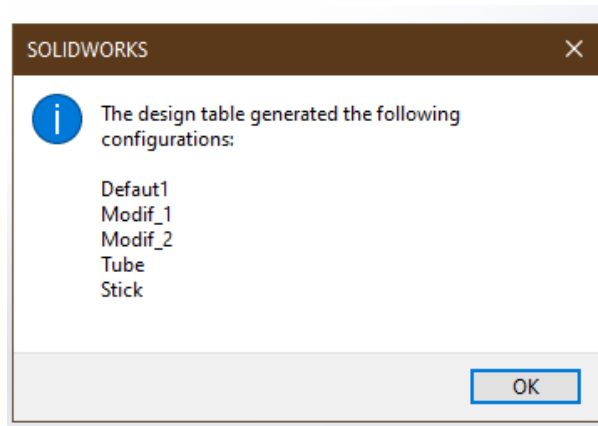 SOLIDWORKS
The design table generated the following
configurations:
Defaut1
Modif_1
Modif_2
Tube
Stick
OK